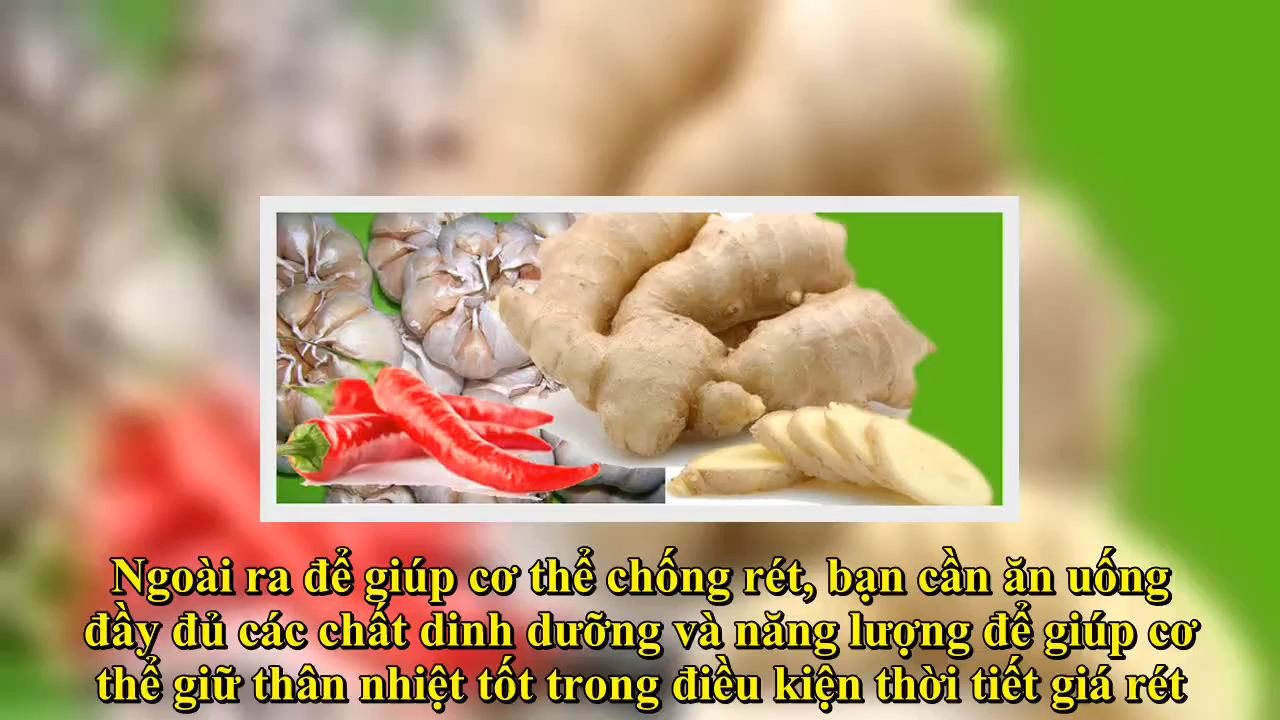 Ngoài ra để giúp cơ thể chống rét, bạn cần ăn uống
đầy đủ các chất dinh dưỡng và năng lượng để giúp cơ
thể giữ thân nhiệt tốt trong điều kiện thời tiết giá rét